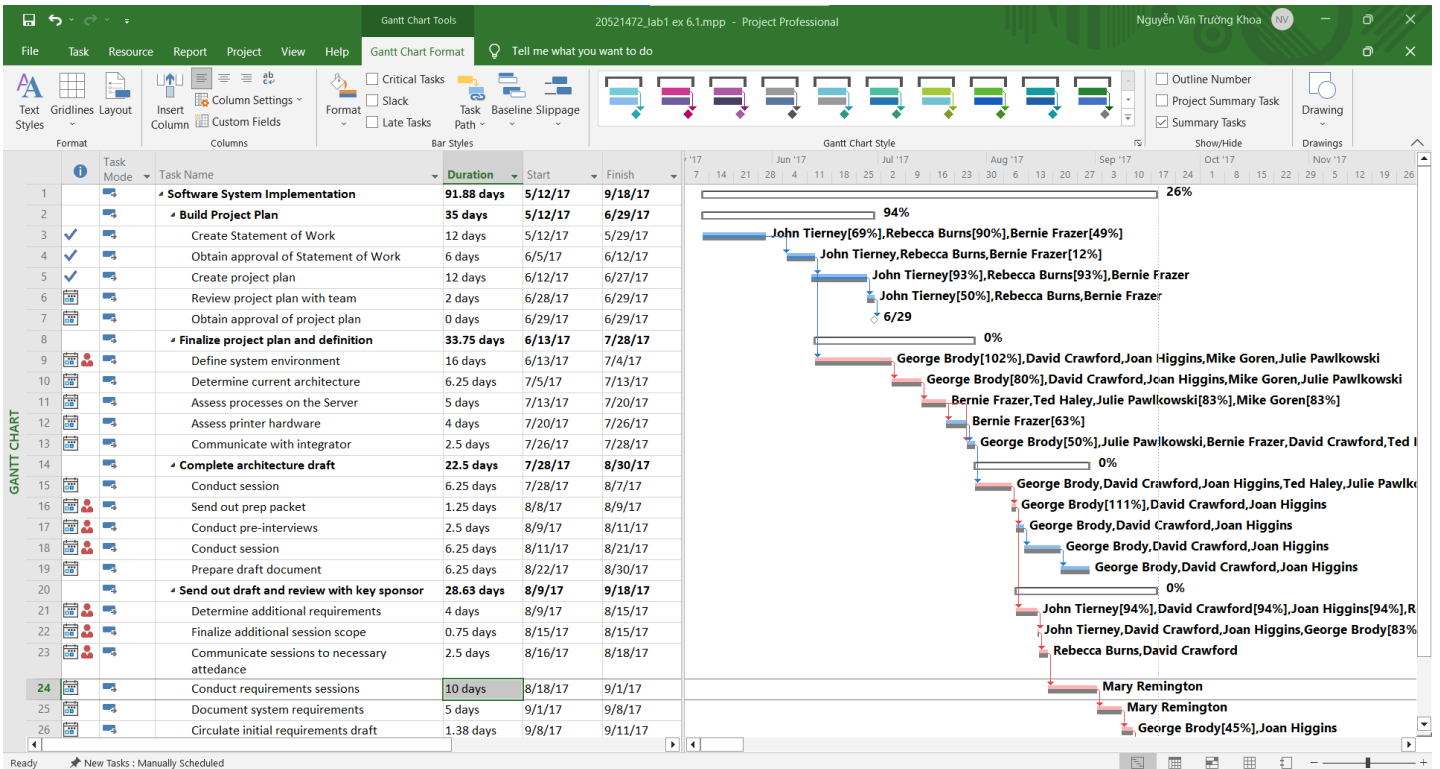 Gantt Chart Tools
20521472_lab1 ex 6.1.mpp - Project Professional
Nguyễn Văn Trường Khoa NV
File Task Resource Report Project View Help Gantt Chart Format Tell me what you want to do
Text Styles
Gridlines
Layout
Format
Insert Column
Column Settings
Custom Fields
Columns
Format
Critical Tasks
Slack
Late Tasks
Task Path
Baseline
Slippage
Bar Styles
Gantt Chart Style
Outline Number
Project Summary Task
Summary Tasks
Show/Hide
Drawing
Drawings
Task Mode Task Name Duration Start Finish
'17 Jun '17 Jul '17 Aug '17 Sep '17 Oct '17 Nov '17
7 14 21 28 4 11 18 25 2 9 16 23 30 6 13 20 27 3 10 17 24 1 8 15 22 29 5 12 19 26
1 Software System Implementation 91.88 days 5/12/17 9/18/17 26%
2 Build Project Plan 35 days 5/12/17 6/29/17 94%
3 Create Statement of Work 12 days 5/12/17 5/29/17 John Tierney[69%],Rebecca Burns[90%],Bernie Frazer[49%]
4 Obtain approval of Statement of Work 6 days 6/5/17 6/12/17 John Tierney,Rebecca Burns,Bernie Frazer[12%]
5 Create project plan 12 days 6/12/17 6/27/17 John Tierney[93%],Rebecca Burns[93%],Bernie Frazer
6 Review project plan with team 2 days 6/28/17 6/29/17 John Tierney[50%],Rebecca Burns,Bernie Frazer
7 Obtain approval of project plan 0 days 6/29/17 6/29/17 6/29
8 Finalize project plan and definition 33.75 days 6/13/17 7/28/17 0%
9 Define system environment 16 days 6/13/17 7/4/17 George Brody[102%],David Crawford,Joan Higgins,Mike Goren,Julie Pawlkowski
10 Determine current architecture 6.25 days 7/5/17 7/13/17 George Brody[80%],David Crawford,Joan Higgins,Mike Goren,Julie Pawlkowski
11 Assess processes on the Server 5 days 7/13/17 7/20/17 Bernie Frazer,Ted Haley,Julie Pawlkowski[83%],Mike Goren[83%]
12 Assess printer hardware 4 days 7/20/17 7/26/17 Bernie Frazer[63%]
13 Communicate with integrator 2.5 days 7/26/17 7/28/17 George Brody[50%],Julie Pawlkowski,Bernie Frazer,David Crawford,Ted
14 Complete architecture draft 22.5 days 7/28/17 8/30/17 0%
15 Conduct session 6.25 days 7/28/17 8/7/17 George Brody,David Crawford,Joan Higgins,Ted Haley,Julie Pawlk
16 Send out prep packet 1.25 days 8/8/17 8/9/17 George Brody[111%],David Crawford,Joan Higgins
17 Conduct pre-interviews 2.5 days 8/9/17 8/11/17 George Brody,David Crawford,Joan Higgins
18 Conduct session 6.25 days 8/11/17 8/21/17 George Brody,David Crawford,Joan Higgins
19 Prepare draft document 6.25 days 8/22/17 8/30/17 George Brody,David Crawford,Joan Higgins
20 Send out draft and review with key sponsor 28.63 days 8/9/17 9/18/17 0%
21 Determine additional requirements 4 days 8/9/17 8/15/17 John Tierney[94%],David Crawford[94%],Joan Higgins[94%],R
22 Finalize additional session scope 0.75 days 8/15/17 8/15/17 John Tierney,David Crawford,Joan Higgins,George Brody[83%
23 Communicate sessions to necessary attedance 2.5 days 8/16/17 8/18/17 Rebecca Burns,David Crawford
24 Conduct requirements sessions 10 days 8/18/17 9/1/17 Mary Remington
25 Document system requirements 5 days 9/1/17 9/8/17 Mary Remington
26 Circulate initial requirements draft 1.38 days 9/8/17 9/11/17 George Brody[45%],Joan Higgins
GANTT CHART
Ready New Tasks : Manually Scheduled